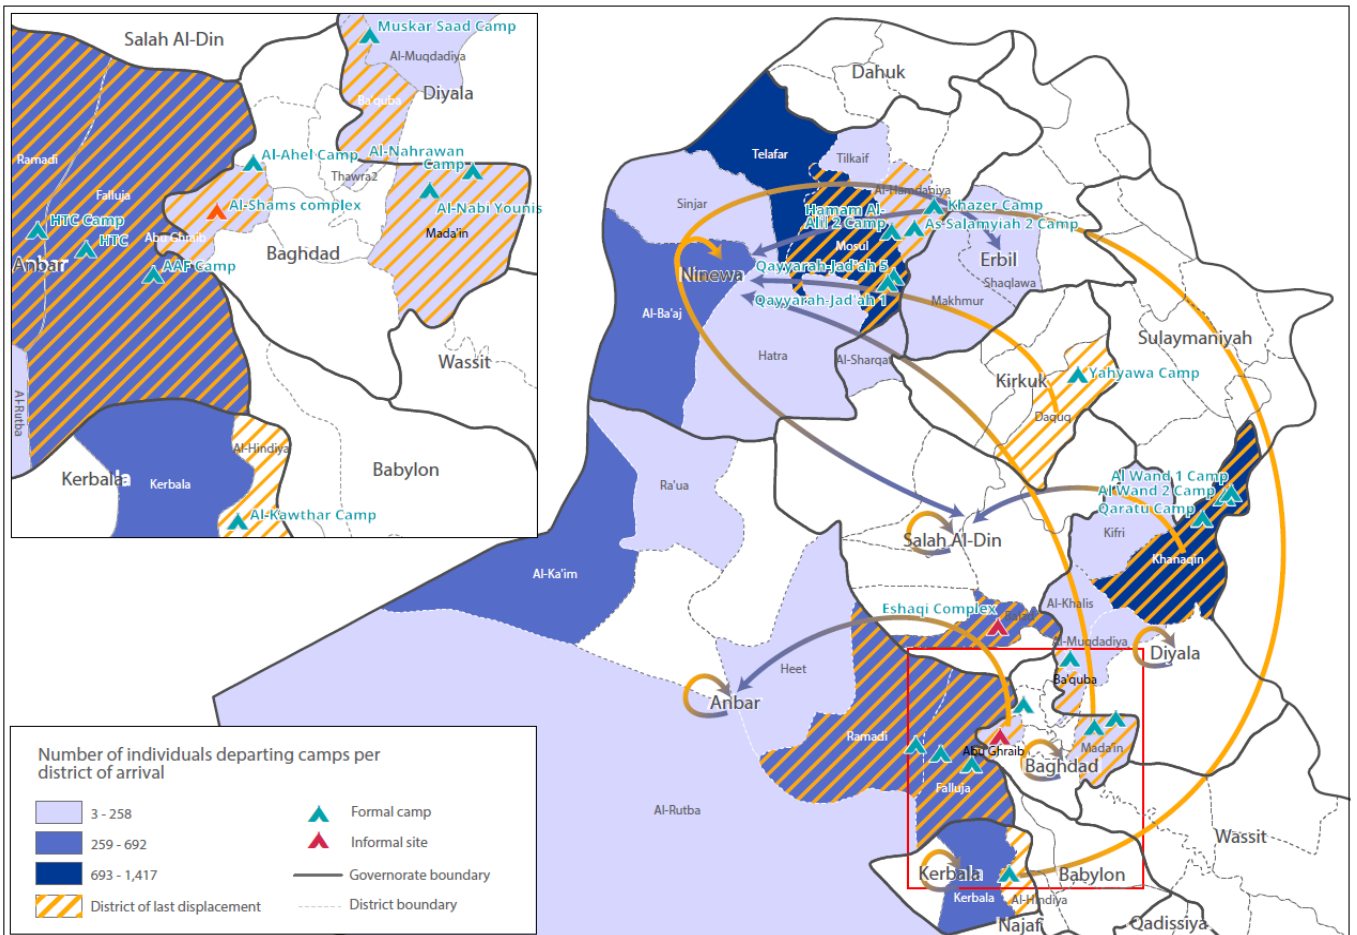 Salah Al-Din
Muskar Saad Camp
Al-Muqdadiya
Diyala
Ba'quba
Ramadi
Al-Ahel Camp
Al-Nahrawan
Camp
Thawra2
Falluja
Al-Shams complex
Al-Nabi Younis
HTC Camp
HTC
Abu Ghraib
Mada'in
Anbar
AAF Camp
Baghdad
Wassit
Al-Rutba
Al-Hindiya
Kerbala
Kerbala
Babylon
Al-Kawthar Camp
Dahuk
Telafar
Tilkaif
Sinjar
Al-Hamdaniya
Hamam Al-
Alil 2 Camp
Khazer Camp
As-Salamyiah 2 Camp
Mosul
Erbil
Ninewa
Qayyarah-Jad'ah 5
Shaqlawa
Qayyarah-Jad'ah 1
Makhmur
Al-Ba'aj
Hatra
Al-Sharqat
Sulaymaniyah
Kirkuk
Yahyawa Camp
Daquq
Ra'ua
Al Wand 1 Camp
Al Wand 2 Camp
Qaratu Camp
Salah Al-Din
Kifri
Khanaqin
Al-Ka'im
Eshaqi Complex
Al-Khalis
Al-Muqdadiya
Diyala
Heet
Ba'quba
Anbar
Ramadi
Abu Ghraib
Mada'in
Baghdad
Falluja
Al-Rutba
Wassit
Kerbala
Babylon
Kerbala
Al-Hindiya
Najaf
Qadissiya
Number of individuals departing camps per
district of arrival
3 - 258
Formal camp
259 - 692
Informal site
693 - 1,417
Governorate boundary
District of last displacement
District boundary